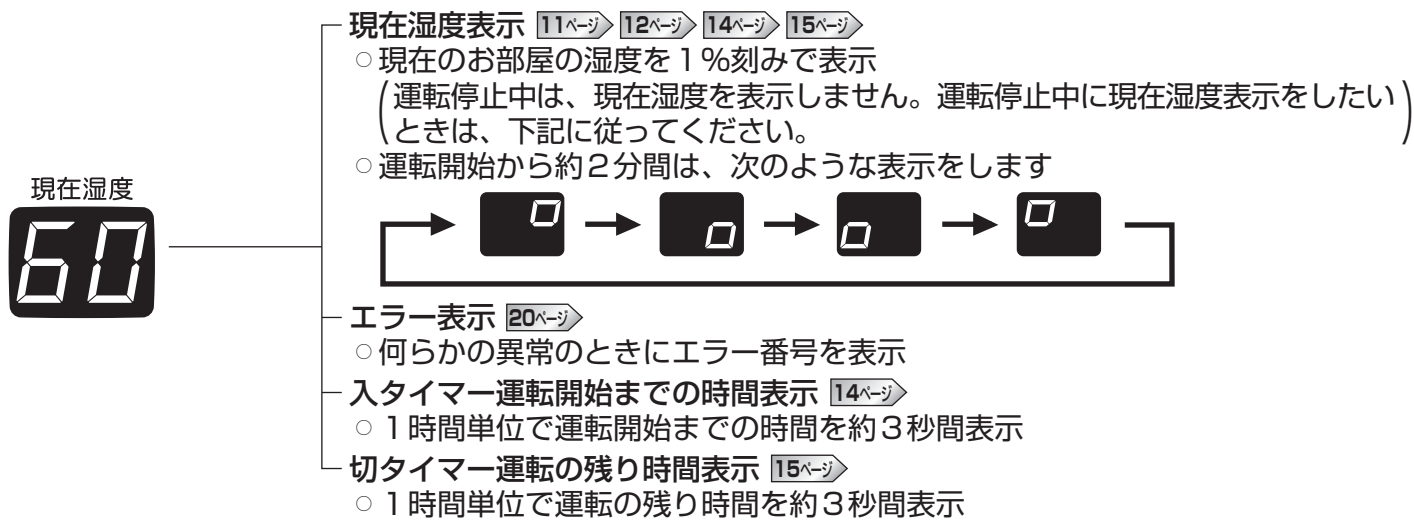 現在湿度表示 11ページ 12ページ 14ページ 15ページ
○現在のお部屋の湿度を1%刻みで表示
(運転停止中は、現在湿度を表示しません。運転停止中に現在湿度表示をしたい
ときは、下記に従ってください。)
○運転開始から約2分間は、次のような表示をします
現在湿度
60
エラー表示 20ページ
○何らかの異常のときにエラー番号を表示
入タイマー運転開始までの時間表示 14ページ
○1時間単位で運転開始までの時間を約3秒間表示
切タイマー運転の残り時間表示 15ページ
○1時間単位で運転の残り時間を約3秒間表示